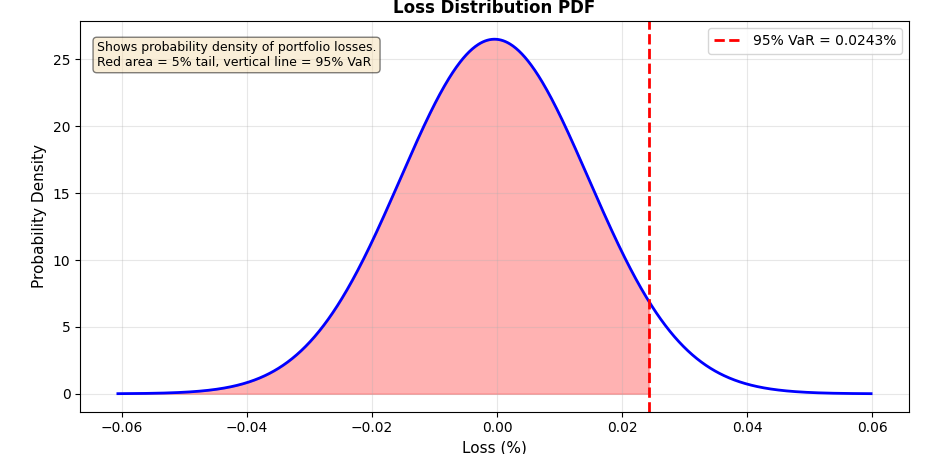 Loss Distribution PDF
Shows probability density of portfolio losses.
Red area = 5% tail, vertical line = 95% VaR
95% VaR = 0.0243%
Probability Density
25
20
15
10
5
0
−0.06
−0.04
−0.02
0.00
0.02
0.04
0.06
Loss (%)